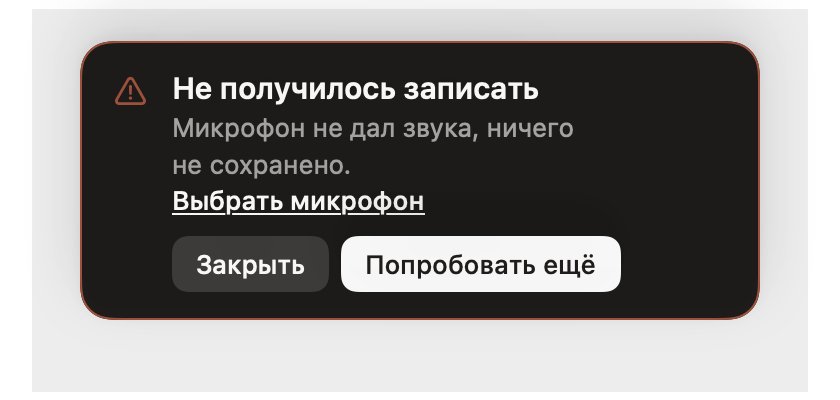 Не получилось записать
Микрофон не дал звука, ничего
не сохранено.
Выбрать микрофон
Закрыть
Попробовать ещё